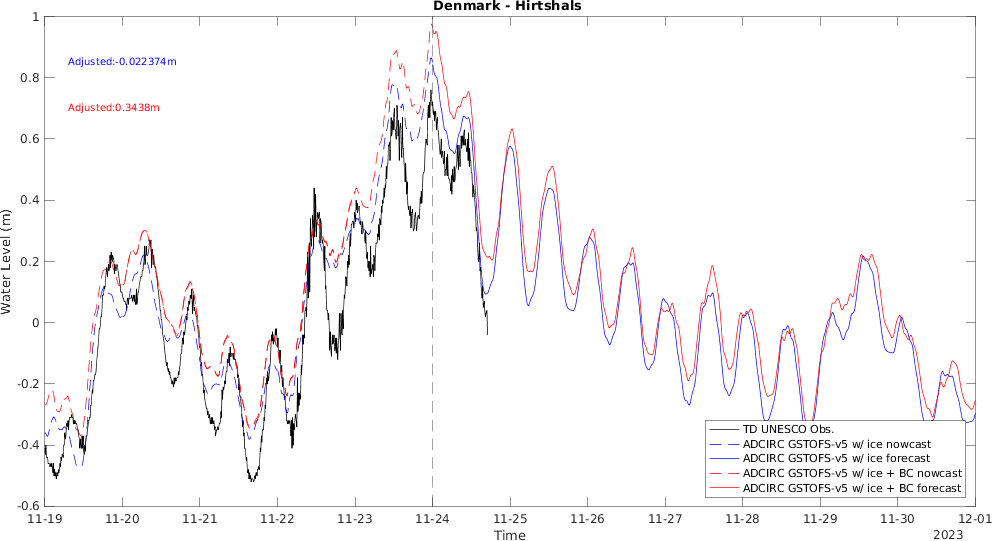 Denmark - Hirtshals
Adjusted:-0.022374m
Adjusted:0.3438m
Water Level (m)
1
0.8
0.6
0.4
0.2
0
-0.2
-0.4
-0.6
TD UNESCO Obs.
ADCIRC GSTOFS-v5 w/ ice nowcast
ADCIRC GSTOFS-v5 w/ ice forecast
ADCIRC GSTOFS-v5 w/ ice + BC nowcast
ADCIRC GSTOFS-v5 w/ ice + BC forecast
11-19 11-20 11-21 11-22 11-23 11-24 11-25 11-26 11-27 11-28 11-29 11-30 12-01
Time
2023